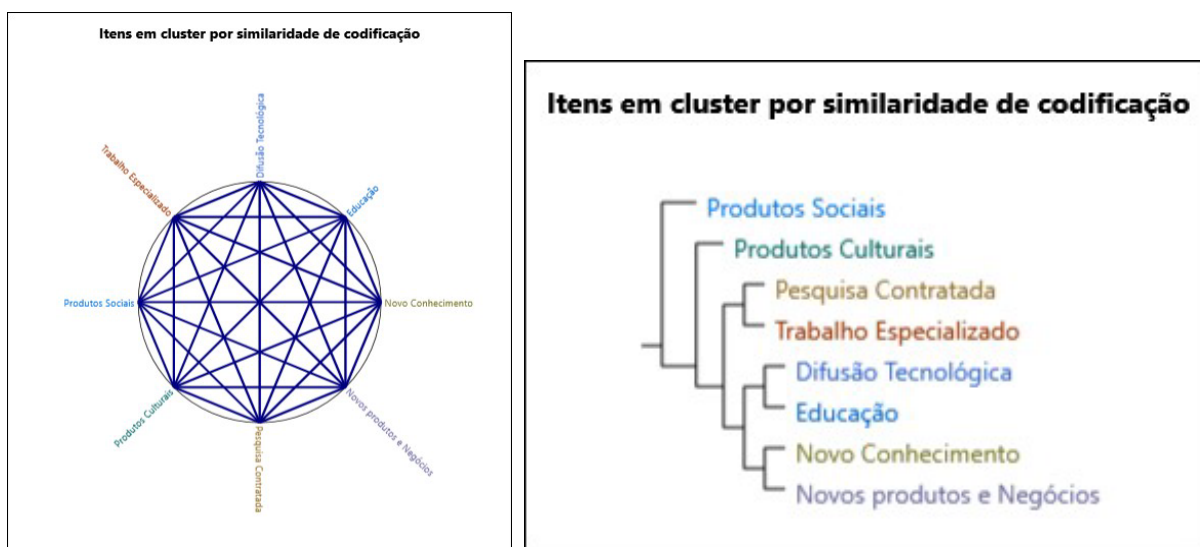 Itens em cluster por similaridade de codificação
Difusão Tecnológica
Trabalho Especializado
Educação
Produtos Sociais
Novo Conhecimento
Produtos Culturais
Novos produtos e Negócios
Pesquisa Contratada
Itens em cluster por similaridade de codificação
Produtos Sociais
Produtos Culturais
Pesquisa Contratada
Trabalho Especializado
Difusão Tecnológica
Educação
Novo Conhecimento
Novos produtos e Negócios